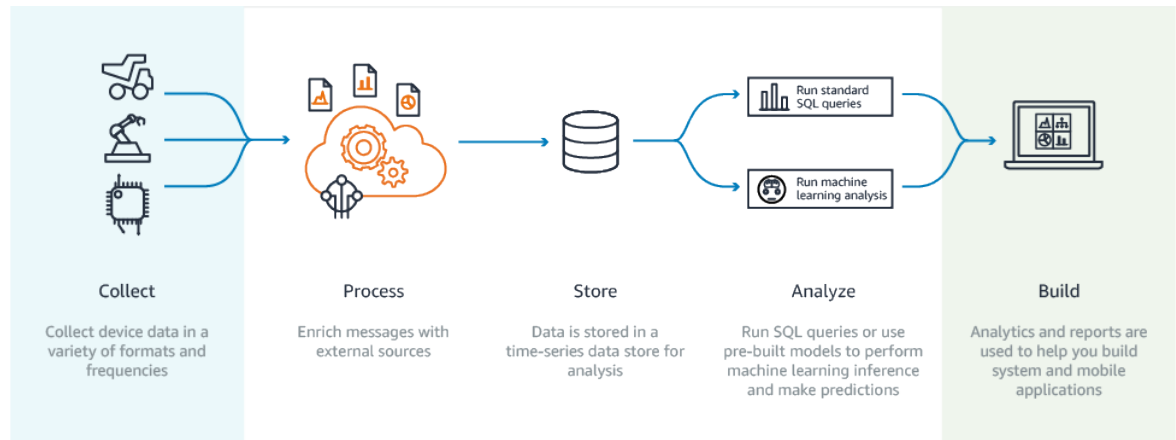 Run standard
SQL queries
Run machine
learning analysis
Collect
Collect device data in a
variety of formats and
frequencies
Process
Enrich messages with
external sources
Store
Data is stored in a
time-series data store for
analysis
Analyze
Run SQL queries or use
pre-built models to perform
machine learning inference
and make predictions
Build
Analytics and reports are
used to help you build
system and mobile
applications